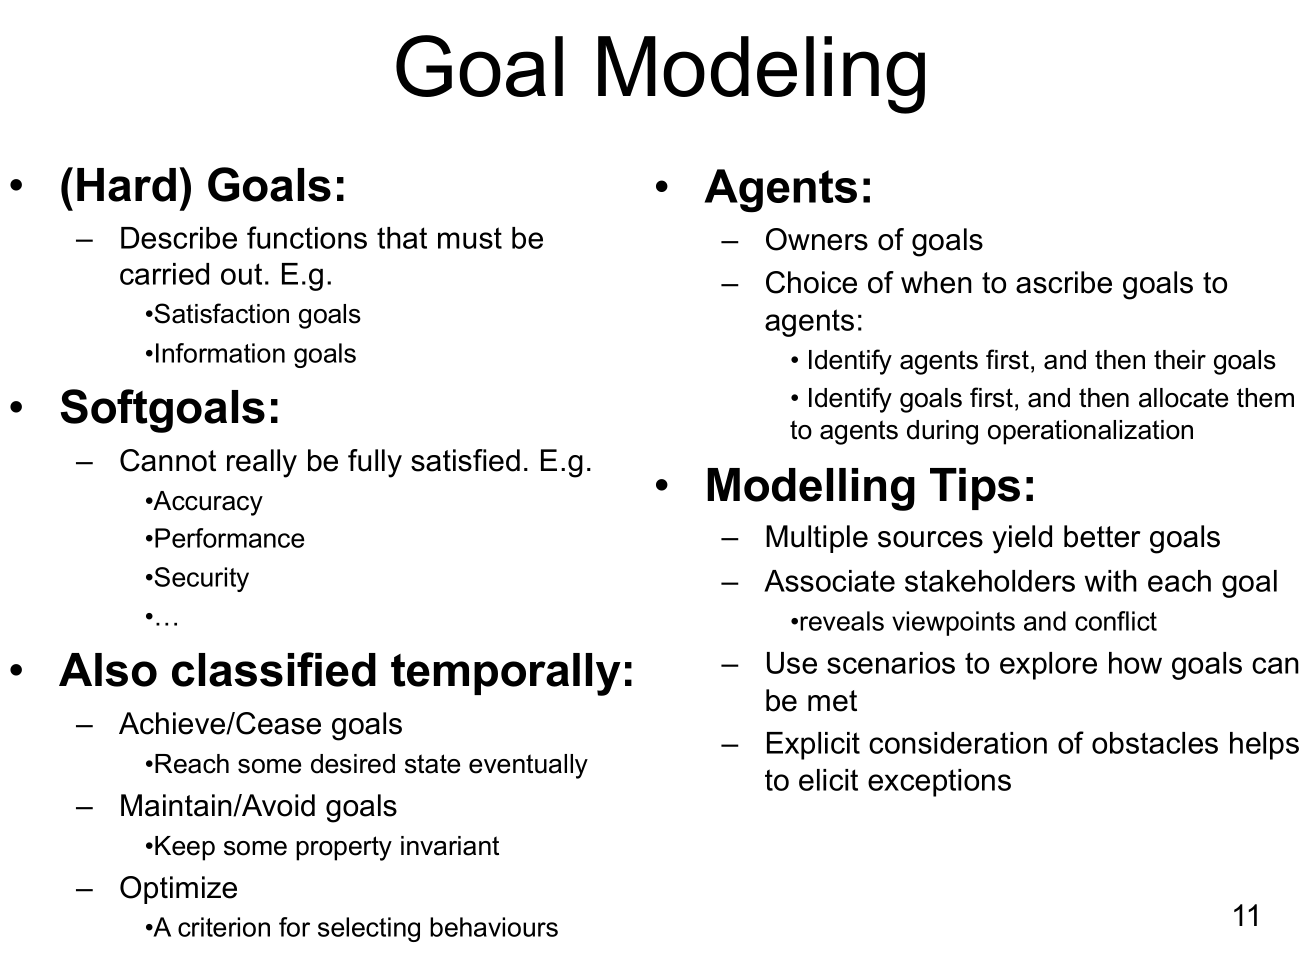 Goal Modeling
• (Hard) Goals:
– Describe functions that must be
carried out. E.g.
•Satisfaction goals
•Information goals
• Softgoals:
– Cannot really be fully satisfied. E.g.
•Accuracy
•Performance
•Security
•…
• Also classified temporally:
– Achieve/Cease goals
•Reach some desired state eventually
– Maintain/Avoid goals
•Keep some property invariant
– Optimize
•A criterion for selecting behaviours
• Agents:
– Owners of goals
– Choice of when to ascribe goals to
agents:
• Identify agents first, and then their goals
• Identify goals first, and then allocate them
to agents during operationalization
• Modelling Tips:
– Multiple sources yield better goals
– Associate stakeholders with each goal
•reveals viewpoints and conflict
– Use scenarios to explore how goals can
be met
– Explicit consideration of obstacles helps
to elicit exceptions
11